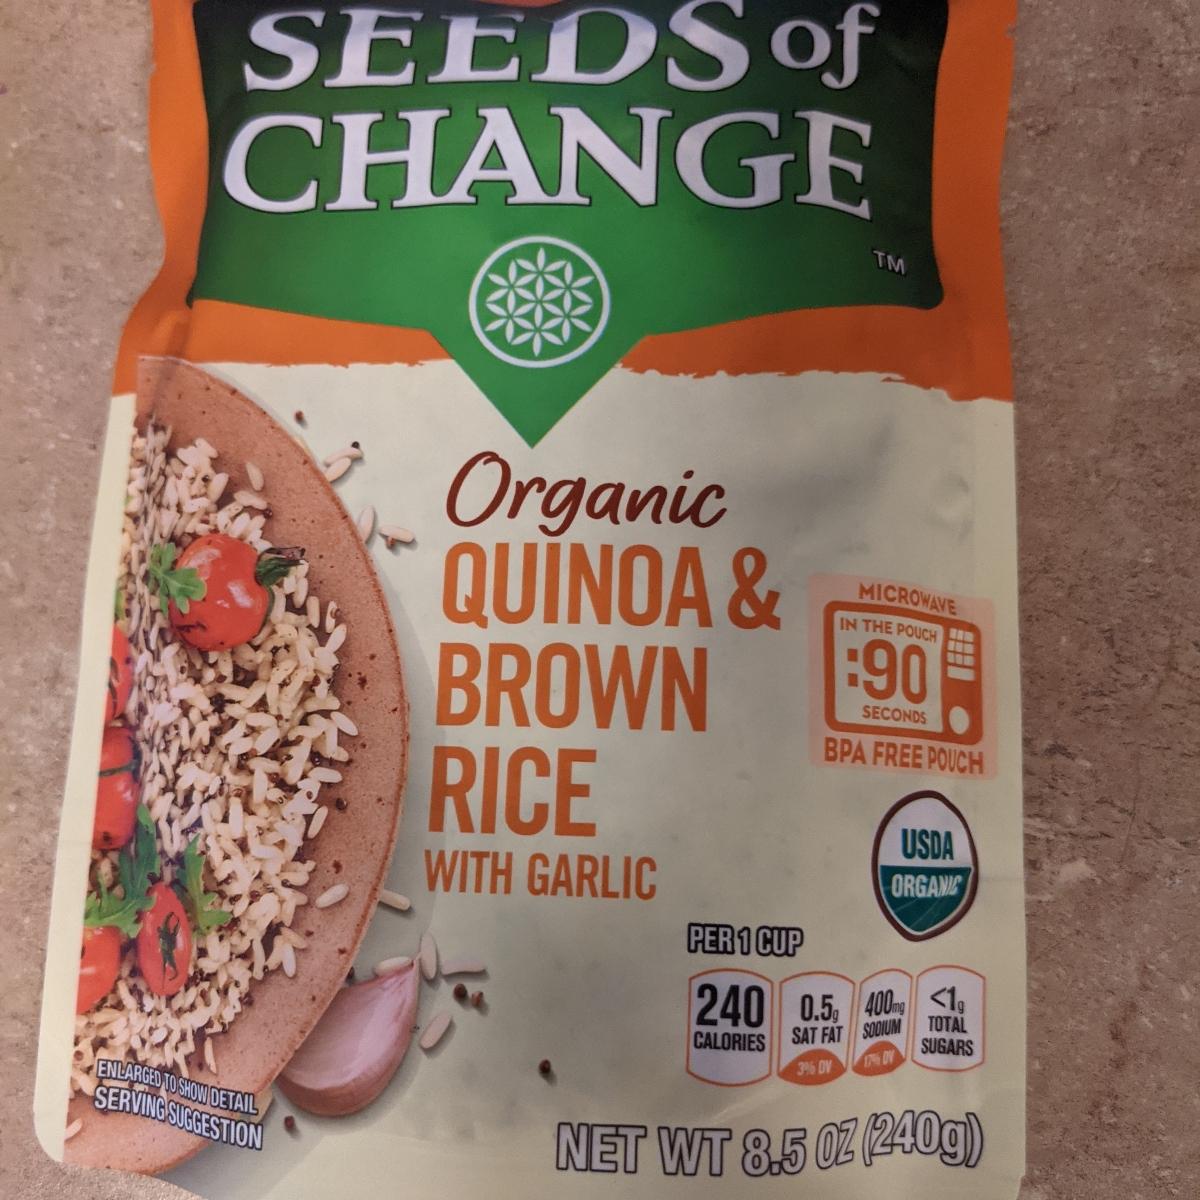 SEEDS of
CHANGE
TM
Organic
QUINOA &
BROWN
RICE
WITH GARLIC
MICROWAVE
IN THE POUCH
:90
SECONDS
BPA FREE POUCH
USDA
ORGANIC
PER 1 CUP
240
CALORIES
0.5g
SAT FAT
3% DV
400mg
SODIUM
17% DV
<1g
TOTAL
SUGARS
ENLARGED TO SHOW DETAIL
SERVING SUGGESTION
NET WT 8.5 OZ (240g)